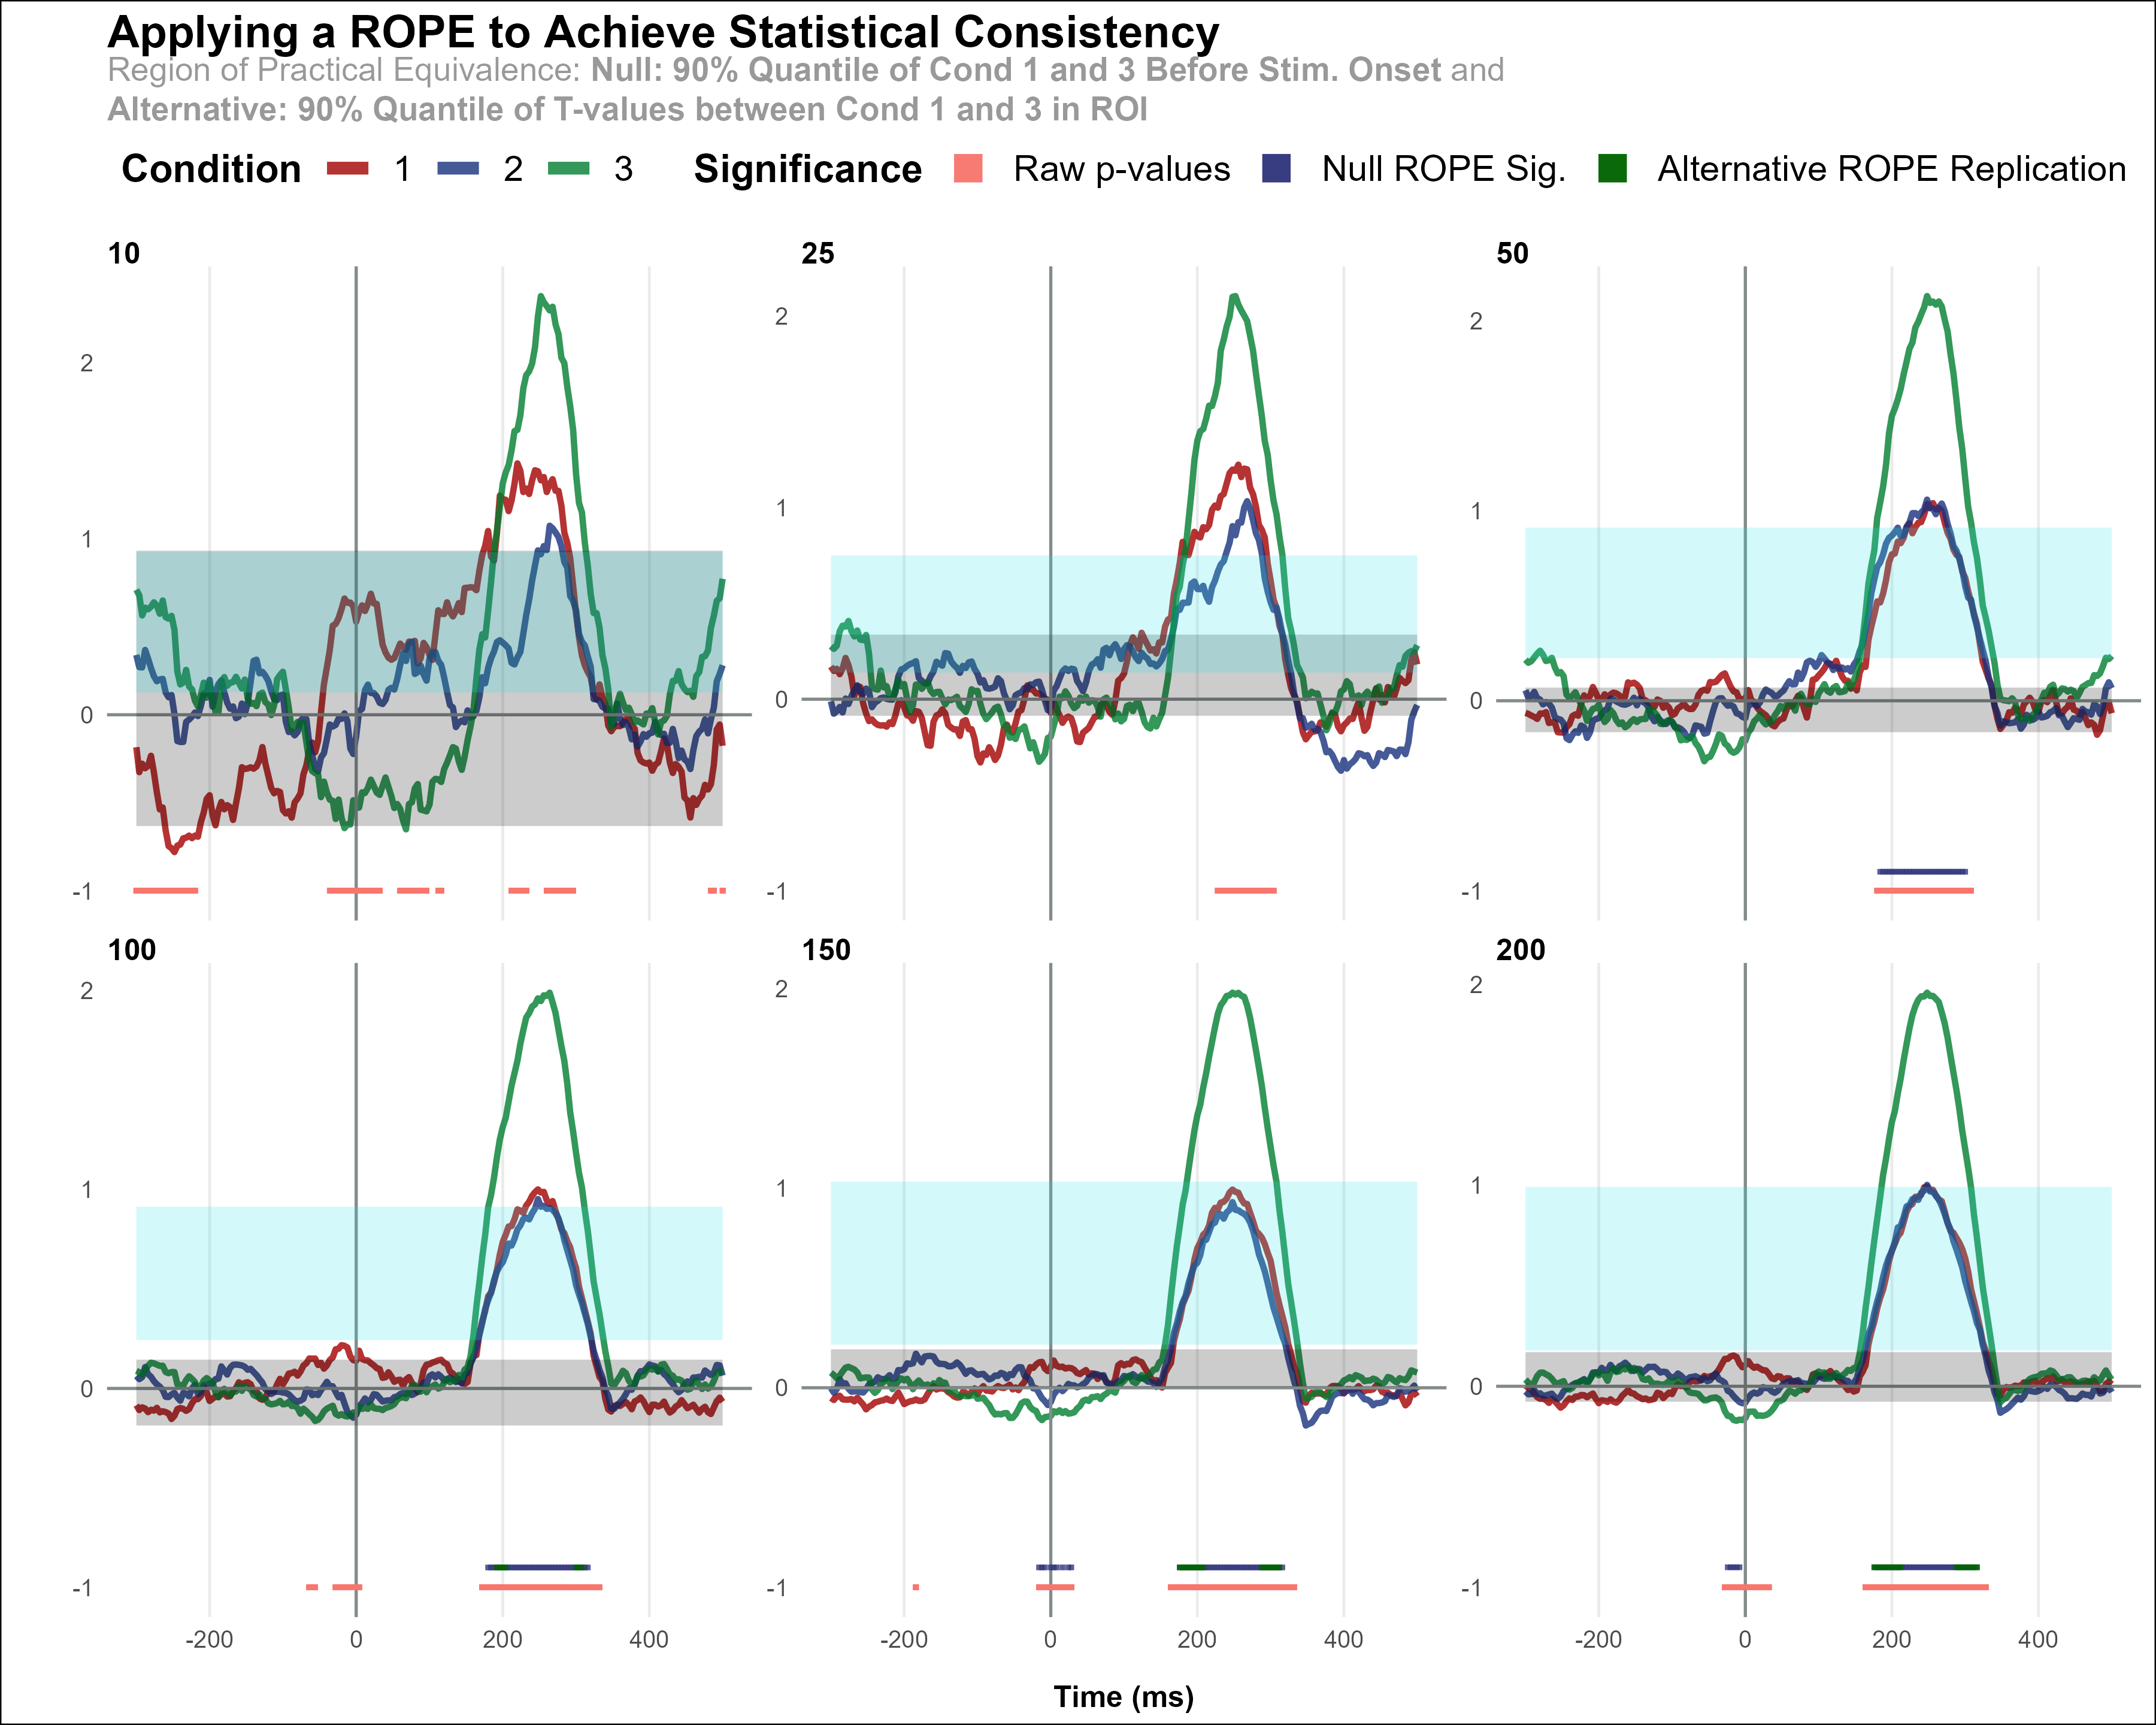 Applying a ROPE to Achieve Statistical Consistency
Region of Practical Equivalence: Null: 90% Quantile of Cond 1 and 3 Before Stim. Onset and
Alternative: 90% Quantile of T-values between Cond 1 and 3 in ROI
Condition 1 2 3 Significance Raw p-values Null ROPE Sig. Alternative ROPE Replication
10 25 50
2 2 2
1 1 1
0 0 0
-1 -1 -1
100 150 200
2 2 2
1 1 1
0 0 0
-1 -1 -1
-200 0 200 400 -200 0 200 400 -200 0 200 400
Time (ms)